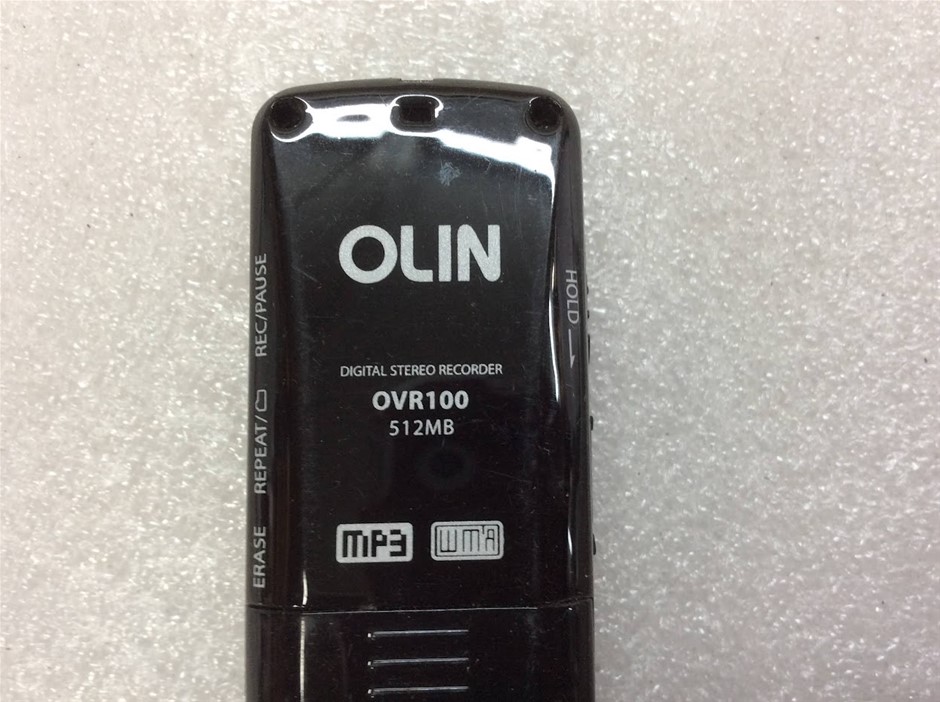 OLIN
DIGITAL STEREO RECORDER
OVR100
512MB
MP3
WMA
REC/PAUSE
REPEAT/
ERASE
HOLD →